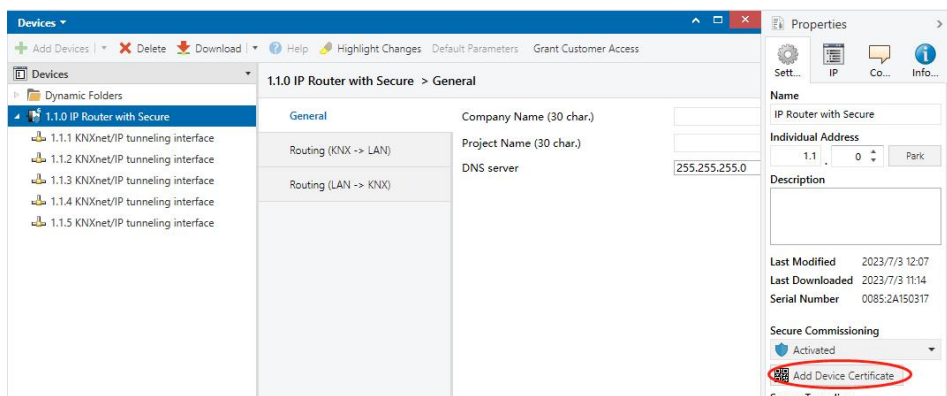 Devices
Add Devices Delete Download Help Highlight Changes Default Parameters Grant Customer Access
Devices
Dynamic Folders
1.1.0 IP Router with Secure
1.1.1 KNXnet/IP tunneling interface
1.1.2 KNXnet/IP tunneling interface
1.1.3 KNXnet/IP tunneling interface
1.1.4 KNXnet/IP tunneling interface
1.1.5 KNXnet/IP tunneling interface
1.1.0 IP Router with Secure > General
General
Routing (KNX -> LAN)
Routing (LAN -> KNX)
Company Name (30 char.)
Project Name (30 char.)
DNS server 255.255.255.0
Properties
Sett... IP Co... Info...
Name
IP Router with Secure
Individual Address
1.1 . 0 Park
Description
Last Modified 2023/7/3 12:07
Last Downloaded 2023/7/3 11:14
Serial Number 0085:2A150317
Secure Commissioning
Activated
Add Device Certificate